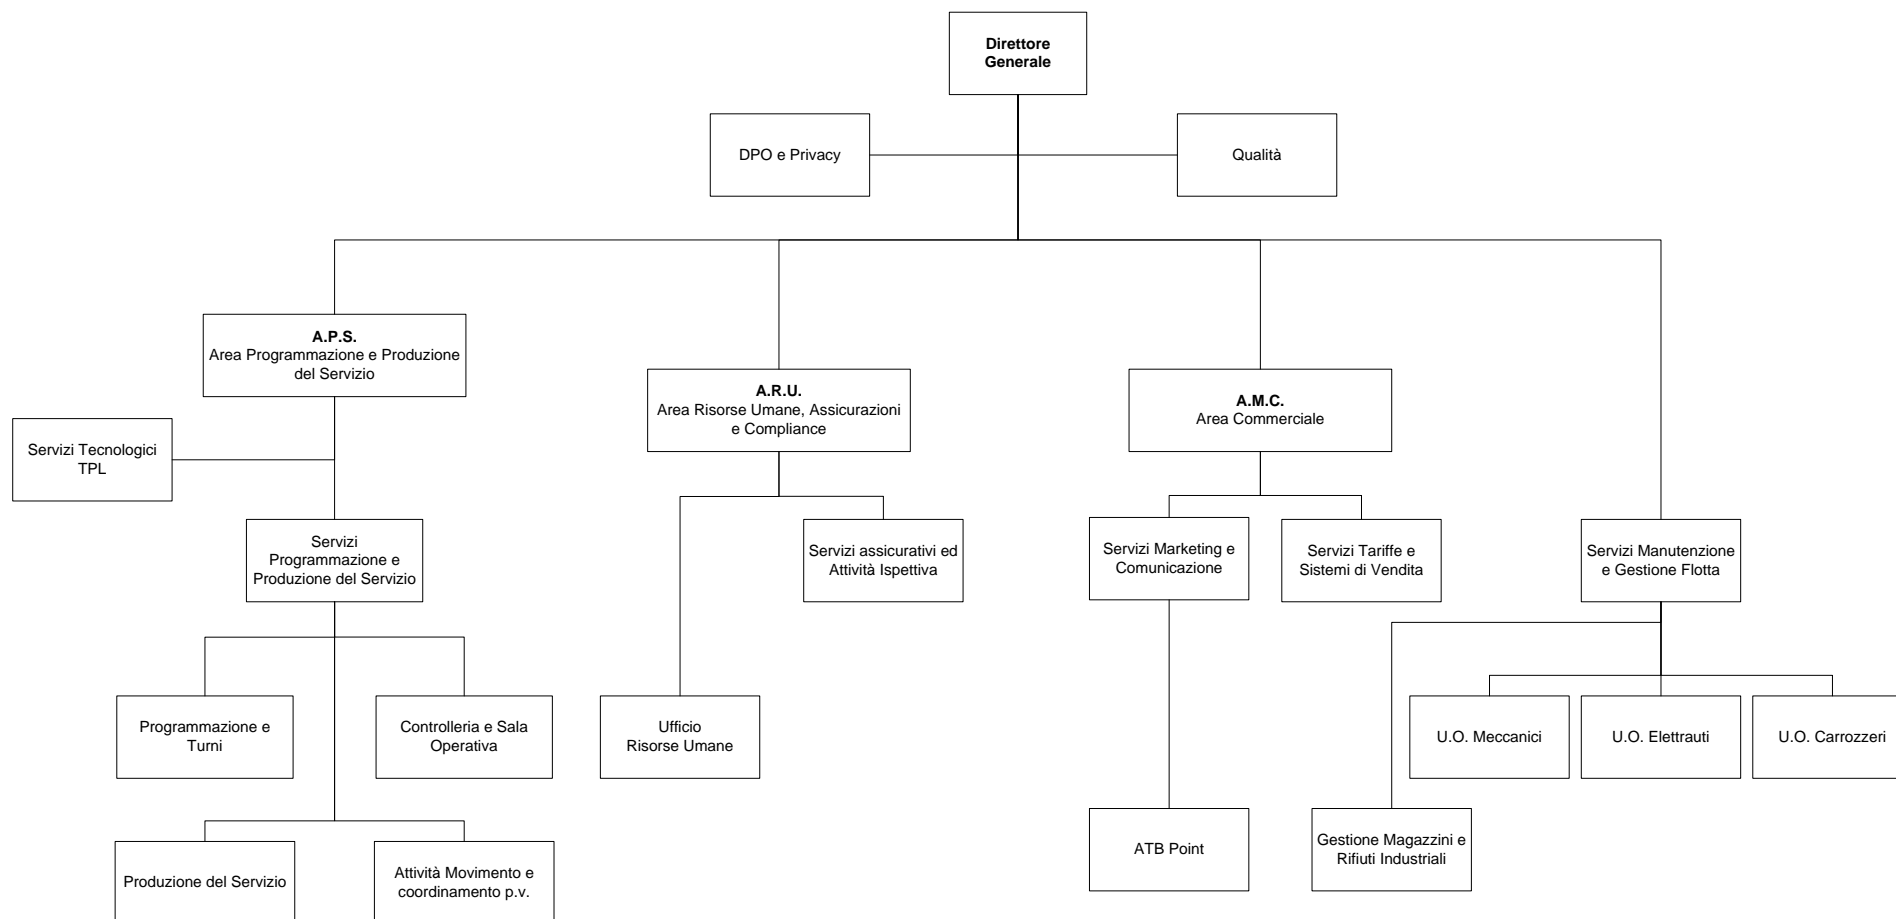 Direttore
Generale
DPO e Privacy
Qualità
A.P.S.
Area Programmazione e Produzione
del Servizio
A.R.U.
Area Risorse Umane, Assicurazioni
e Compliance
A.M.C.
Area Commerciale
Servizi Tecnologici
TPL
Servizi
Programmazione e
Produzione del Servizio
Servizi assicurativi ed
Attività Ispettiva
Servizi Marketing e
Comunicazione
Servizi Tariffe e
Sistemi di Vendita
Servizi Manutenzione
e Gestione Flotta
Programmazione e
Turni
Controlleria e Sala
Operativa
Ufficio
Risorse Umane
U.O. Meccanici
U.O. Elettrauti
U.O. Carrozzeri
ATB Point
Gestione Magazzini e
Rifiuti Industriali
Produzione del Servizio
Attività Movimento e
coordinamento p.v.